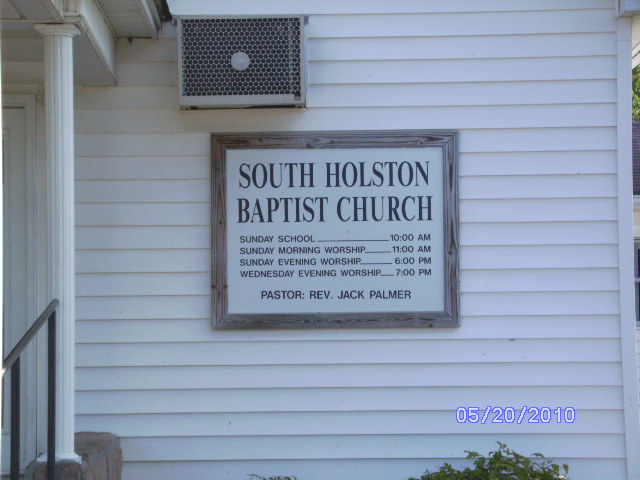 SOUTH HOLSTON
BAPTIST CHURCH
SUNDAY SCHOOL 10:00 AM
SUNDAY MORNING WORSHIP 11:00 AM
SUNDAY EVENING WORSHIP 6:00 PM
WEDNESDAY EVENING WORSHIP 7:00 PM
PASTOR: REV. JACK PALMER
05/20/2010